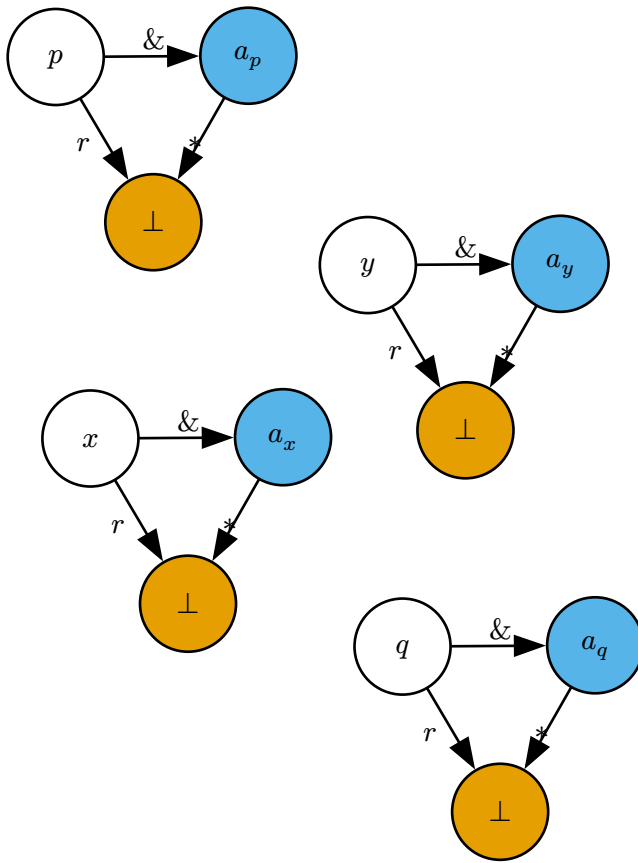 p & a_p
r *
⊥
y & a_y
r *
⊥
x & a_x
r *
⊥
q & a_q
r *
⊥